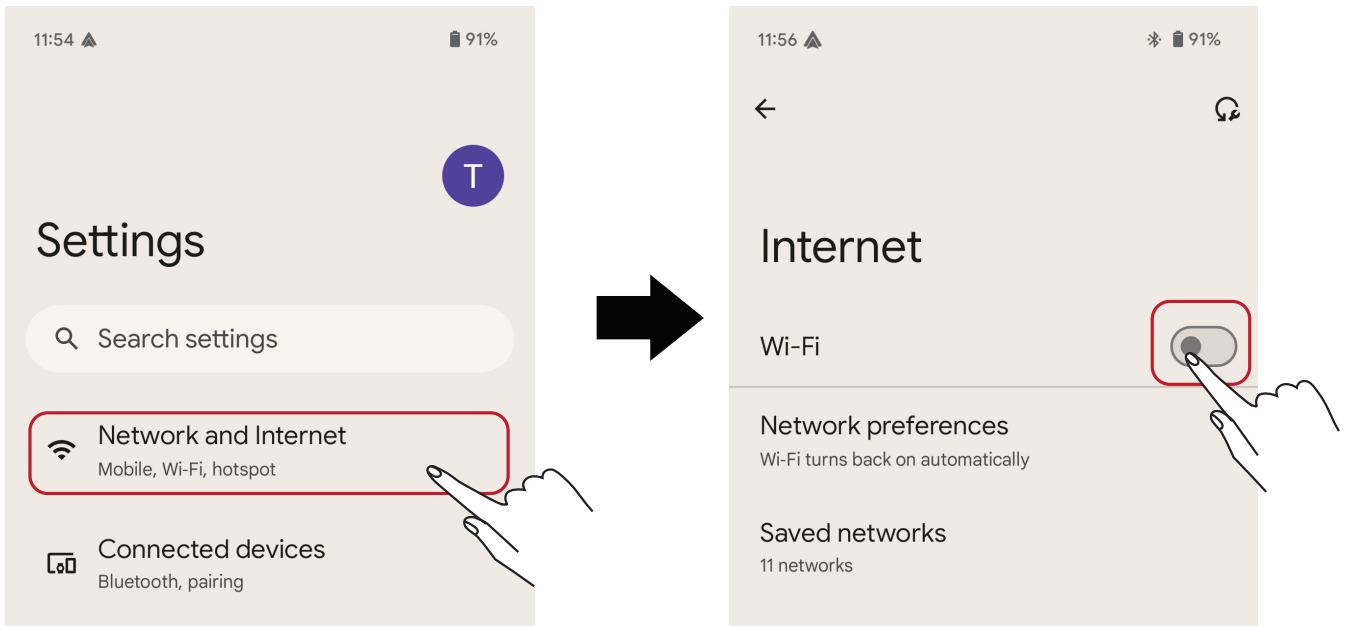 11:54
91%
T
Settings
Search settings
Network and Internet
Mobile, Wi-Fi, hotspot
Connected devices
Bluetooth, pairing
11:56
91%
Internet
Wi-Fi
Network preferences
Wi-Fi turns back on automatically
Saved networks
11 networks